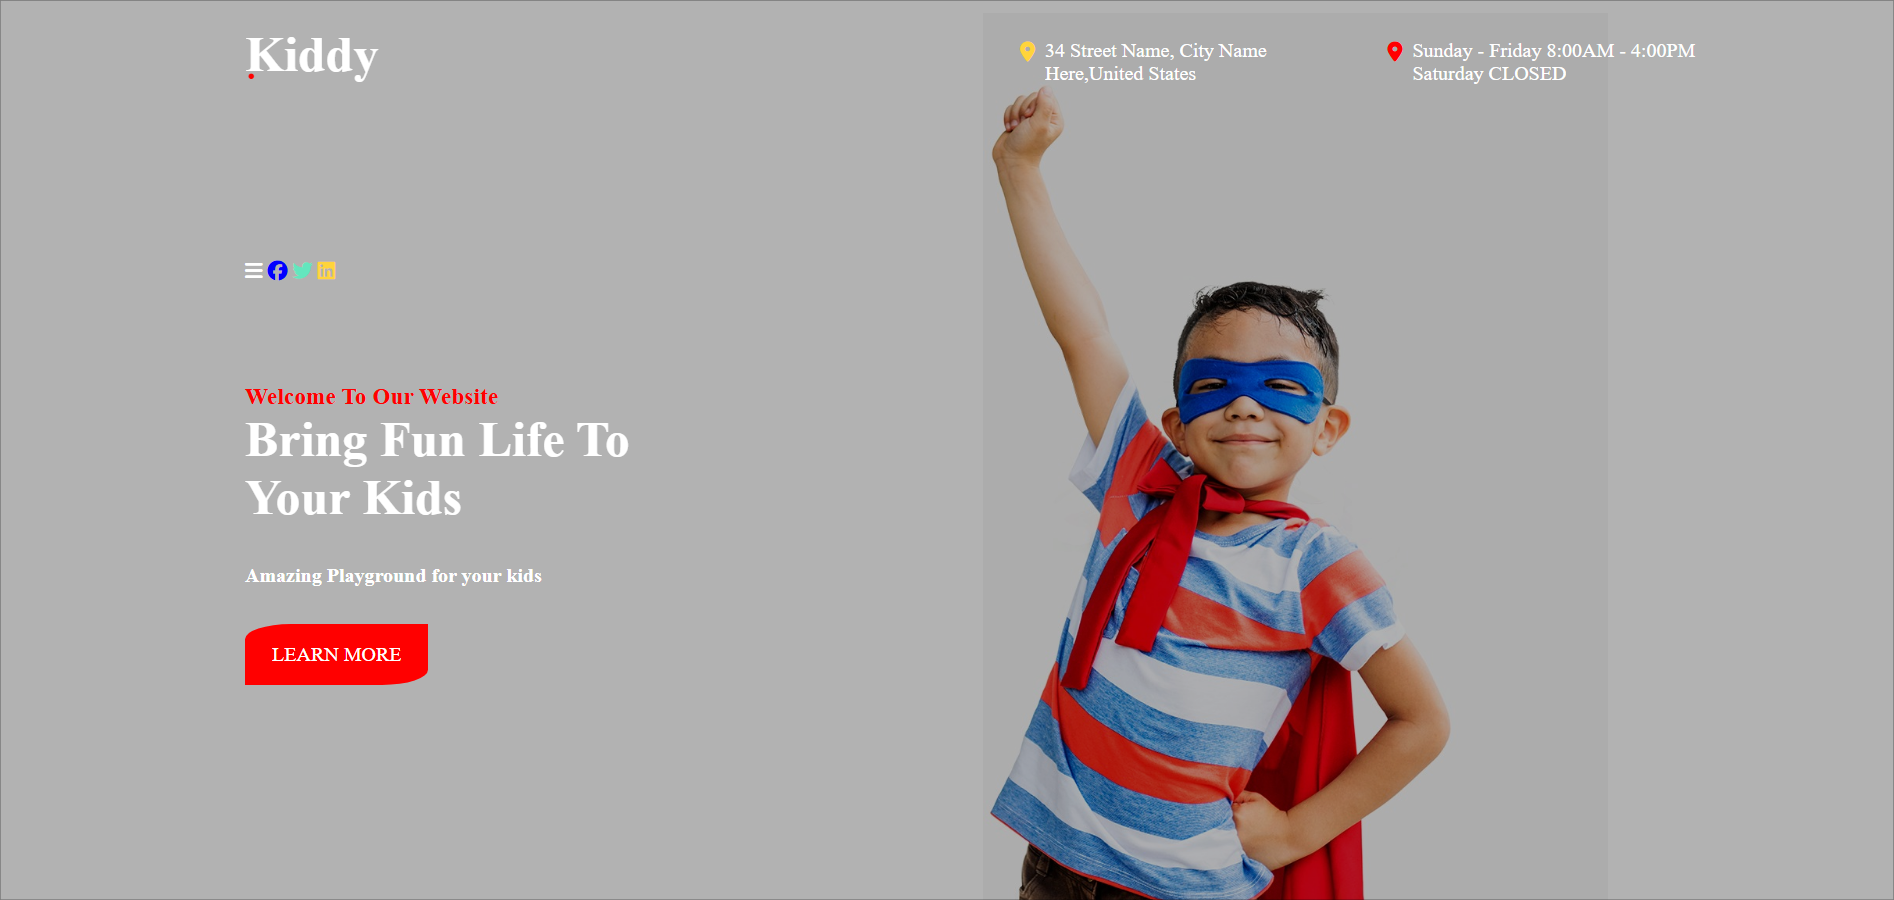 Kiddy
34 Street Name, City Name
Here,United States
Sunday - Friday 8:00AM - 4:00PM
Saturday CLOSED
Welcome To Our Website
Bring Fun Life To
Your Kids
Amazing Playground for your kids
LEARN MORE